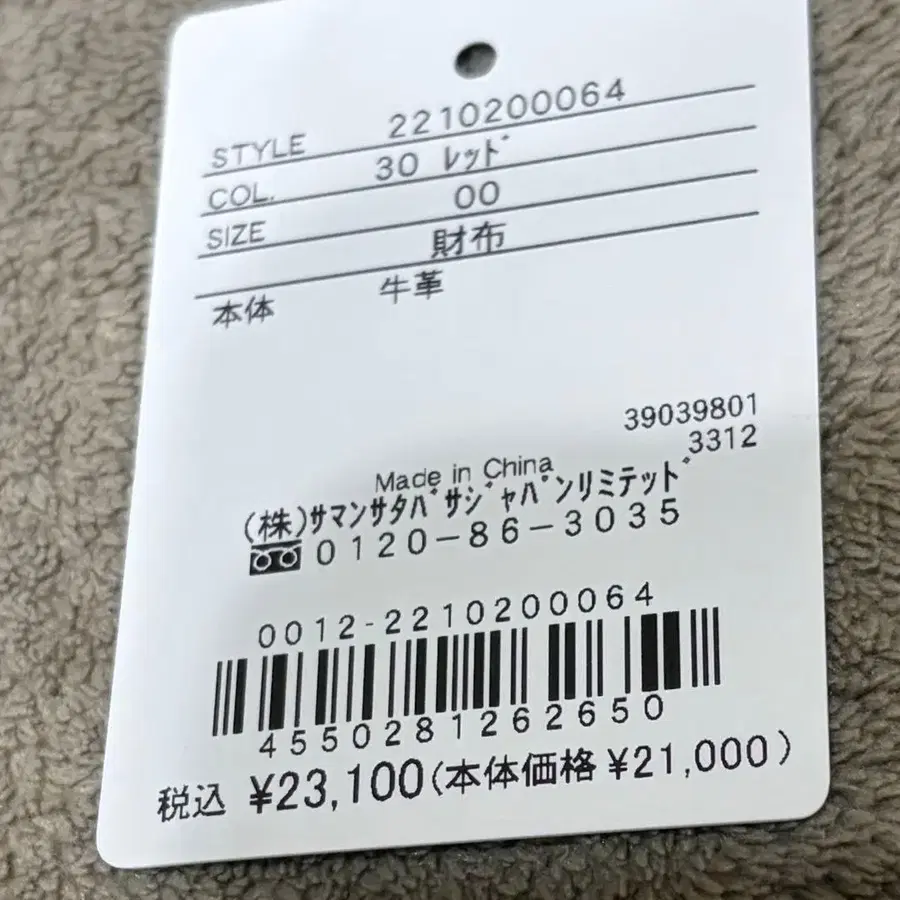 STYLE 2210200064
COL. 30 ﾚｯﾄﾞ
SIZE 00
財布
本体 牛革
39039801
3312
Made in China
(株)ｻﾏﾝｻﾀﾊﾞｻｼﾞｬﾊﾟﾝﾘﾐﾃｯﾄﾞ
0120-86-3035
0012-2210200064
4550281262650
税込 ¥23,100(本体価格 ¥21,000)